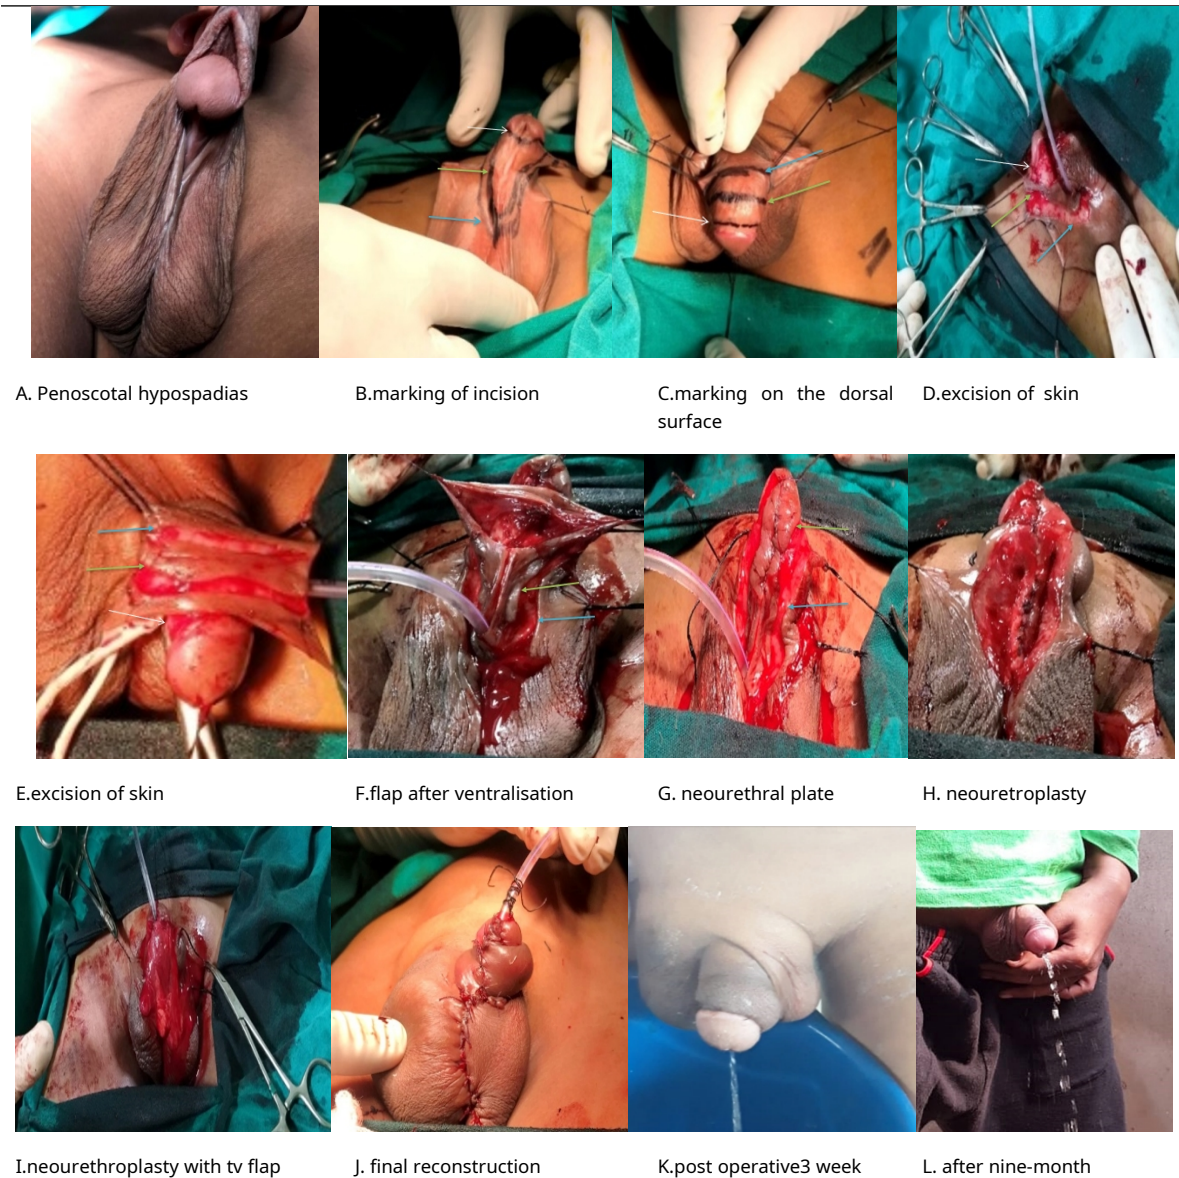 A. Penoscotal hypospadias
B.marking of incision
C.marking on the dorsal
surface
D.excision of skin
E.excision of skin
F.flap after ventralisation
G. neourethral plate
H. neouretroplasty
I.neourethroplasty with tv flap
J. final reconstruction
K.post operative3 week
L. after nine-month